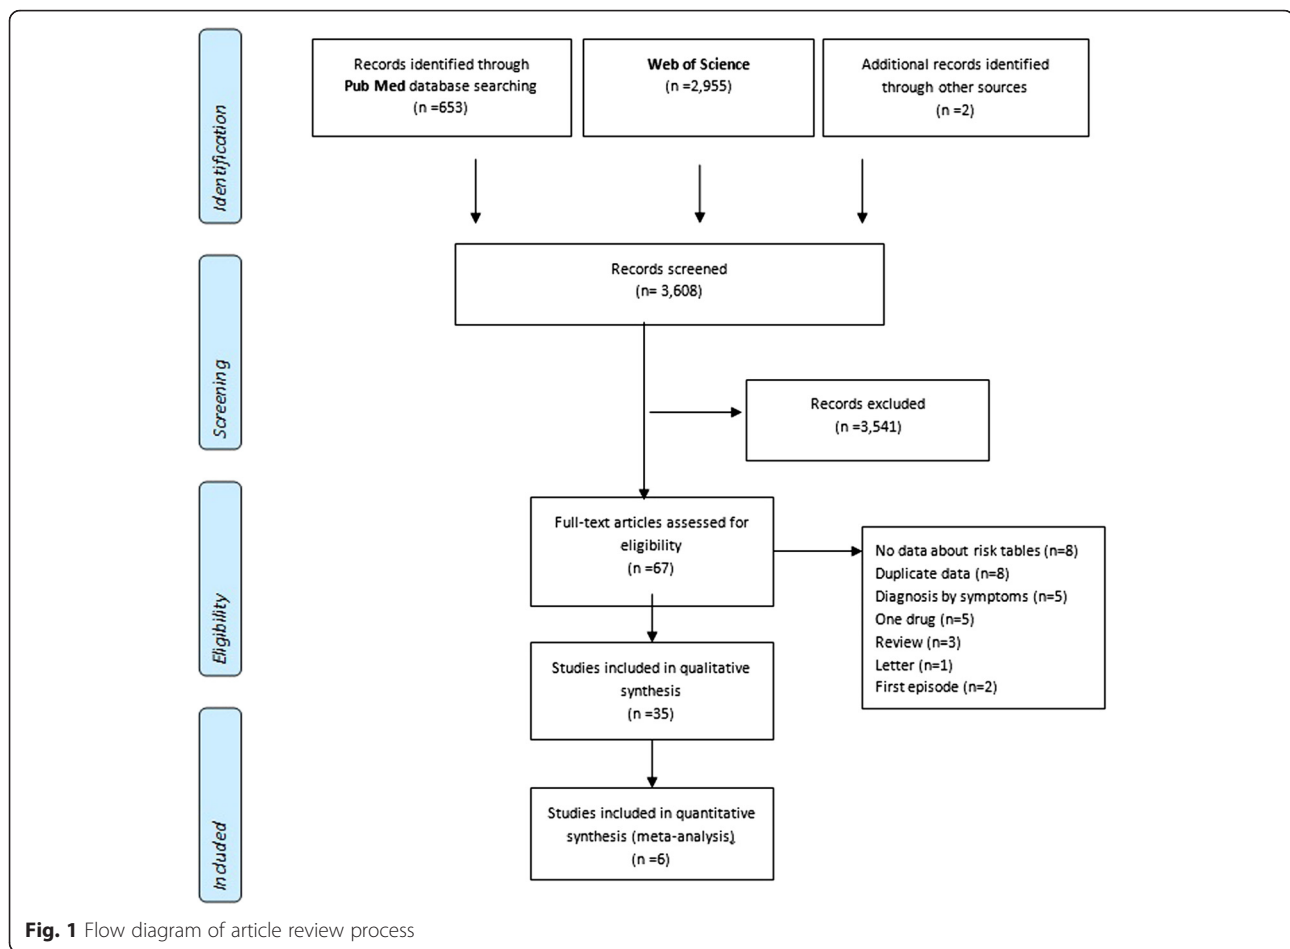 Identification
Records identified through
Pub Med database searching
(n =653)
Web of Science
(n =2,955)
Additional records identified
through other sources
(n =2)
Screening
Records screened
(n= 3,608)
Records excluded
(n =3,541)
Eligibility
Full-text articles assessed for
eligibility
(n =67)
No data about risk tables (n=8)
Duplicate data (n=8)
Diagnosis by symptoms (n=5)
One drug (n=5)
Review (n=3)
Letter (n=1)
First episode (n=2)
Studies included in qualitative
synthesis
(n =35)
Included
Studies included in quantitative
synthesis (meta-analysis)
(n =6)
Fig. 1 Flow diagram of article review process